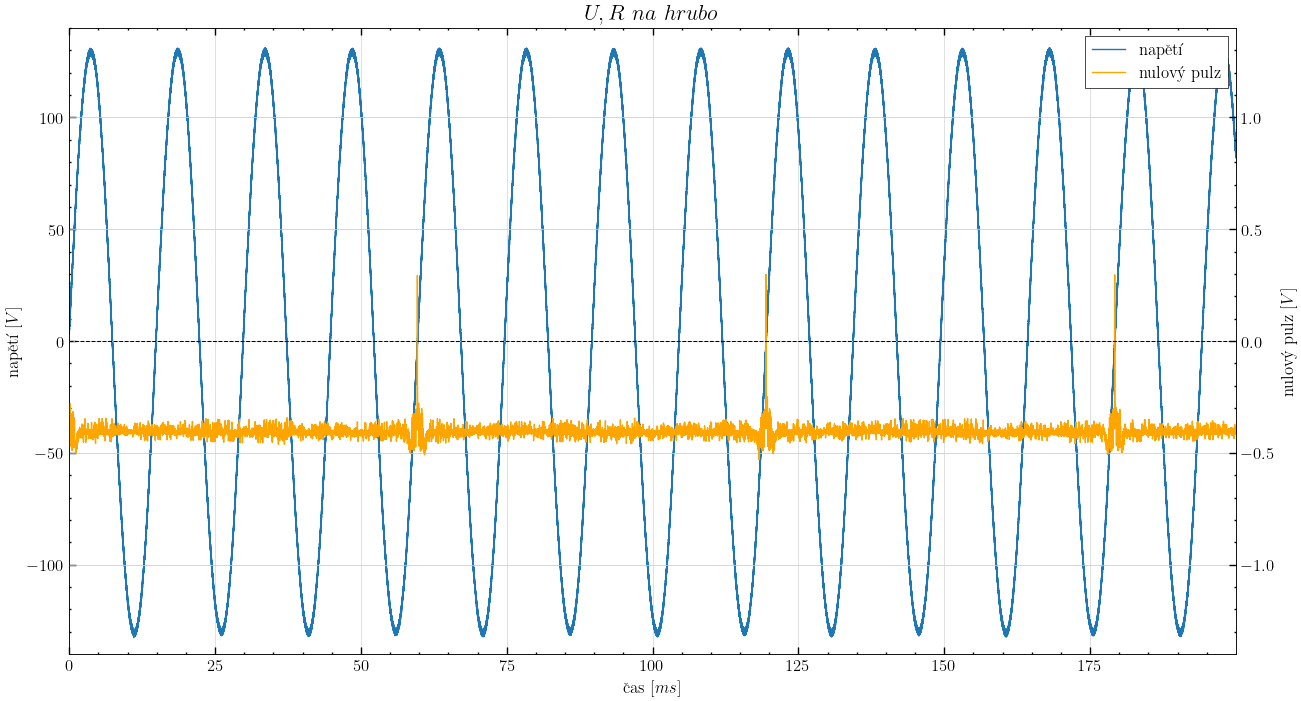 U, R na hrubo
napětí
nulový pulz
100
50
0
−50
−100
1.0
0.5
0.0
−0.5
−1.0
napětí [V]
nulový pulz [V]
0 25 50 75 100 125 150 175
čas [ms]